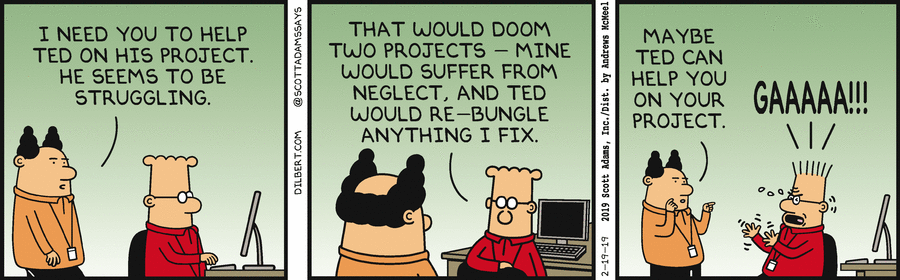 I NEED YOU TO HELP
TED ON HIS PROJECT.
HE SEEMS TO BE
STRUGGLING.
DILBERT.COM @SCOTTADAMSSAYS
THAT WOULD DOOM
TWO PROJECTS – MINE
WOULD SUFFER FROM
NEGLECT, AND TED
WOULD RE-BUNGLE
ANYTHING I FIX.
2-19-19 2019 Scott Adams, Inc./Dist. by Andrews McMeel
MAYBE
TED CAN
HELP YOU
ON YOUR
PROJECT.
GAAAAA!!!